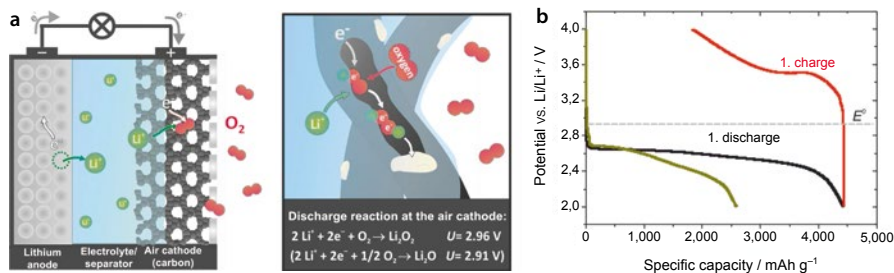 a
e⁻
e⁻
−
+
Li⁺
Li⁺
e⁻
O₂
Lithium
anode
Electrolyte/
separator
Air cathode
(carbon)
e⁻
oxygen
Li⁺
Discharge reaction at the air cathode:
2 Li⁺ + 2e⁻ + O₂ → Li₂O₂ U = 2.96 V
(2 Li⁺ + 2e⁻ + 1/2 O₂ → Li₂O U = 2.91 V)
b
Potential vs. Li/Li⁺ / V
4,0
3,6
3,2
2,8
2,4
2,0
1. charge
E⁰
1. discharge
0
1,000
2,000
3,000
4,000
5,000
Specific capacity / mAh g⁻¹